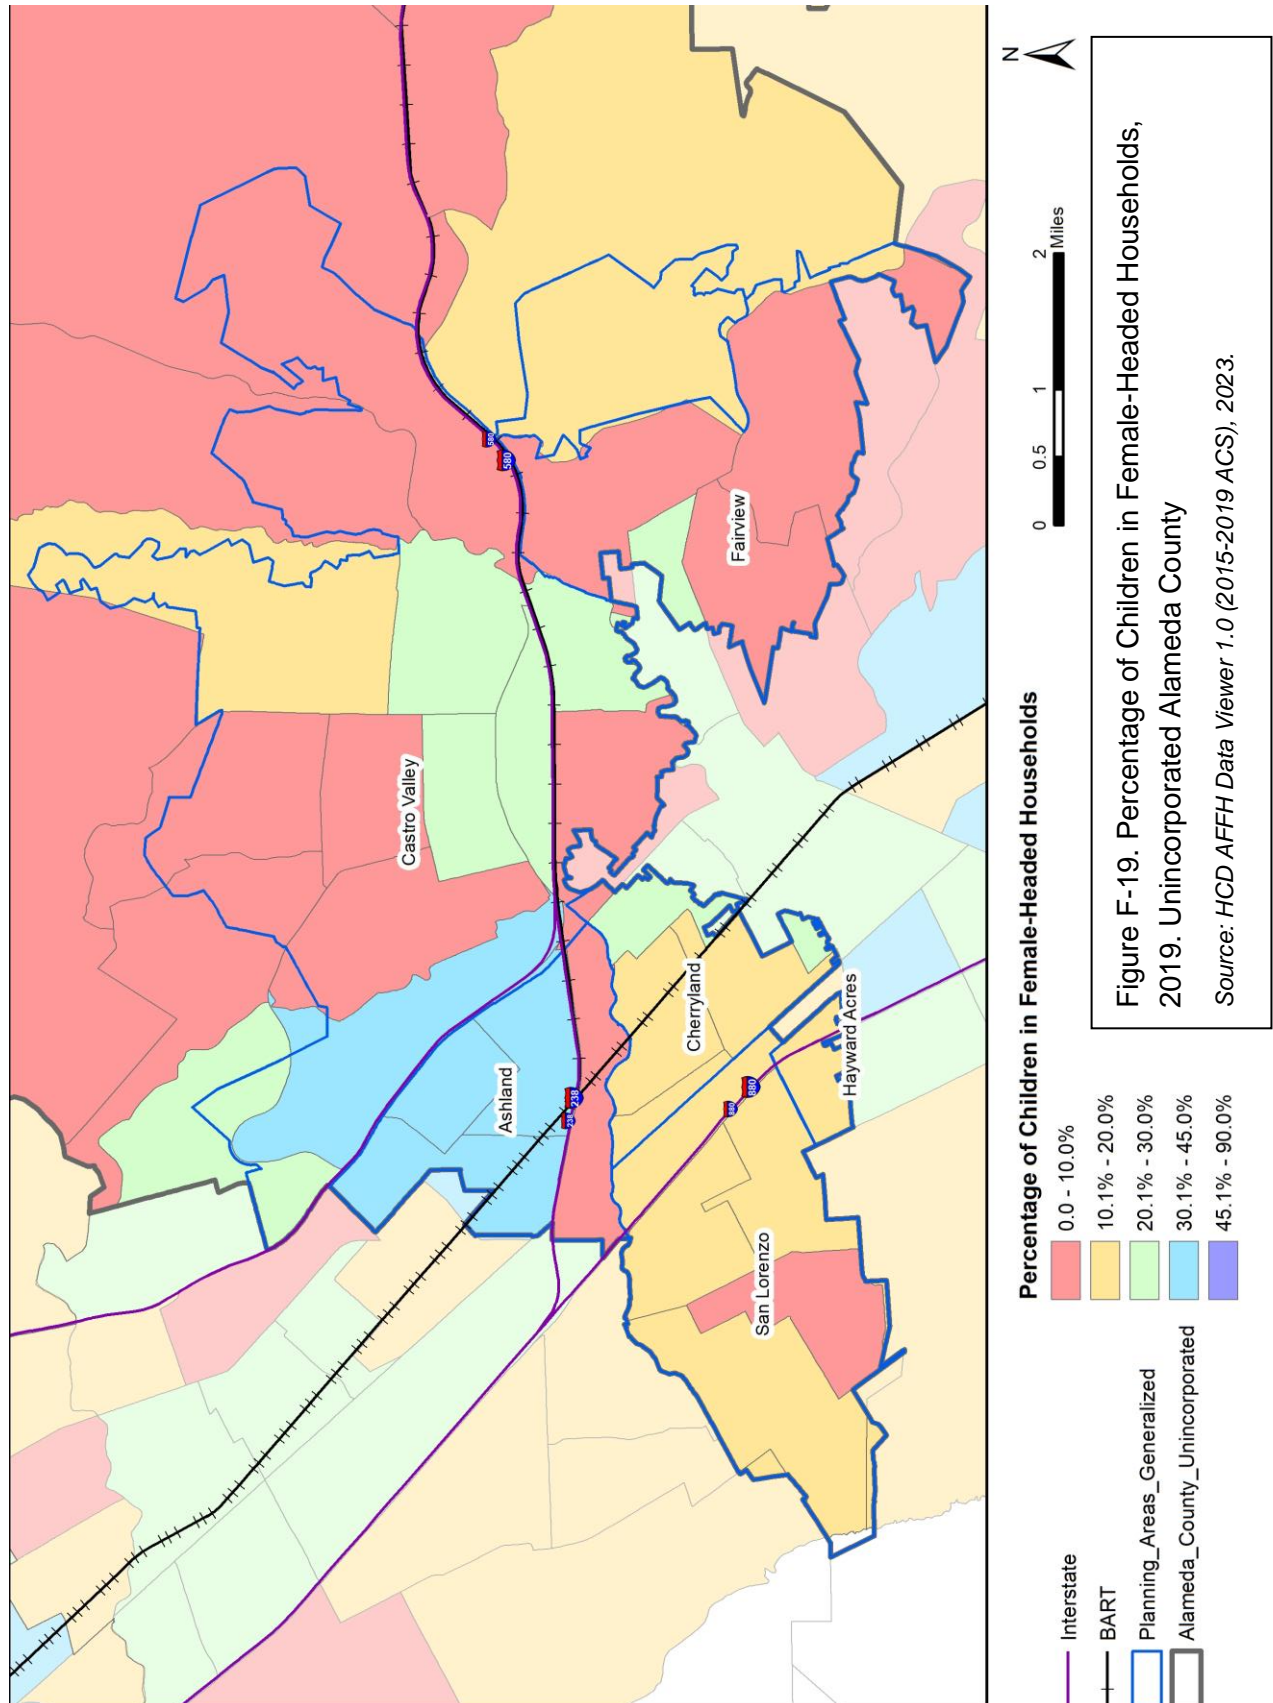 Castro Valley
Ashland
Cherryland
Fairview
Hayward Acres
San Lorenzo
580
580
238
238
880
880
N
0 0.5 1 2
Miles
Percentage of Children in Female-Headed Households
Interstate
BART
Planning_Areas_Generalized
Alameda_County_Unincorporated
0.0 - 10.0%
10.1% - 20.0%
20.1% - 30.0%
30.1% - 45.0%
45.1% - 90.0%
Figure F-19. Percentage of Children in Female-Headed Households,
2019. Unincorporated Alameda County
Source: HCD AFFH Data Viewer 1.0 (2015-2019 ACS), 2023.